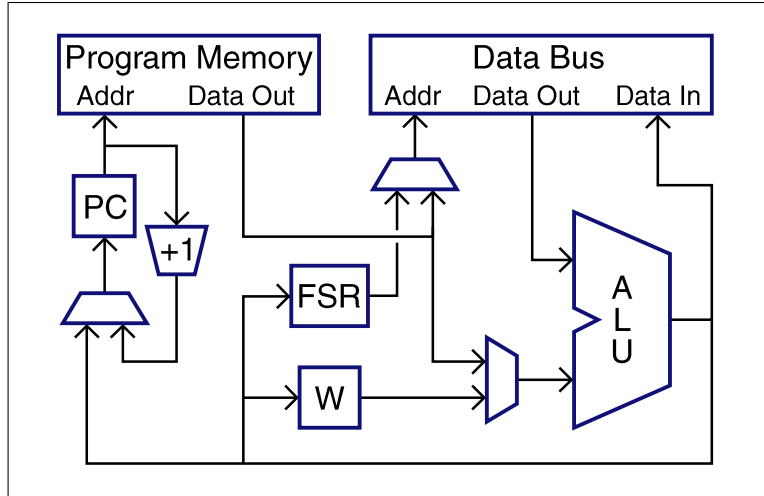 Program Memory
Addr
Data Out
Data Bus
Addr
Data Out
Data In
PC
+1
FSR
W
A
L
U